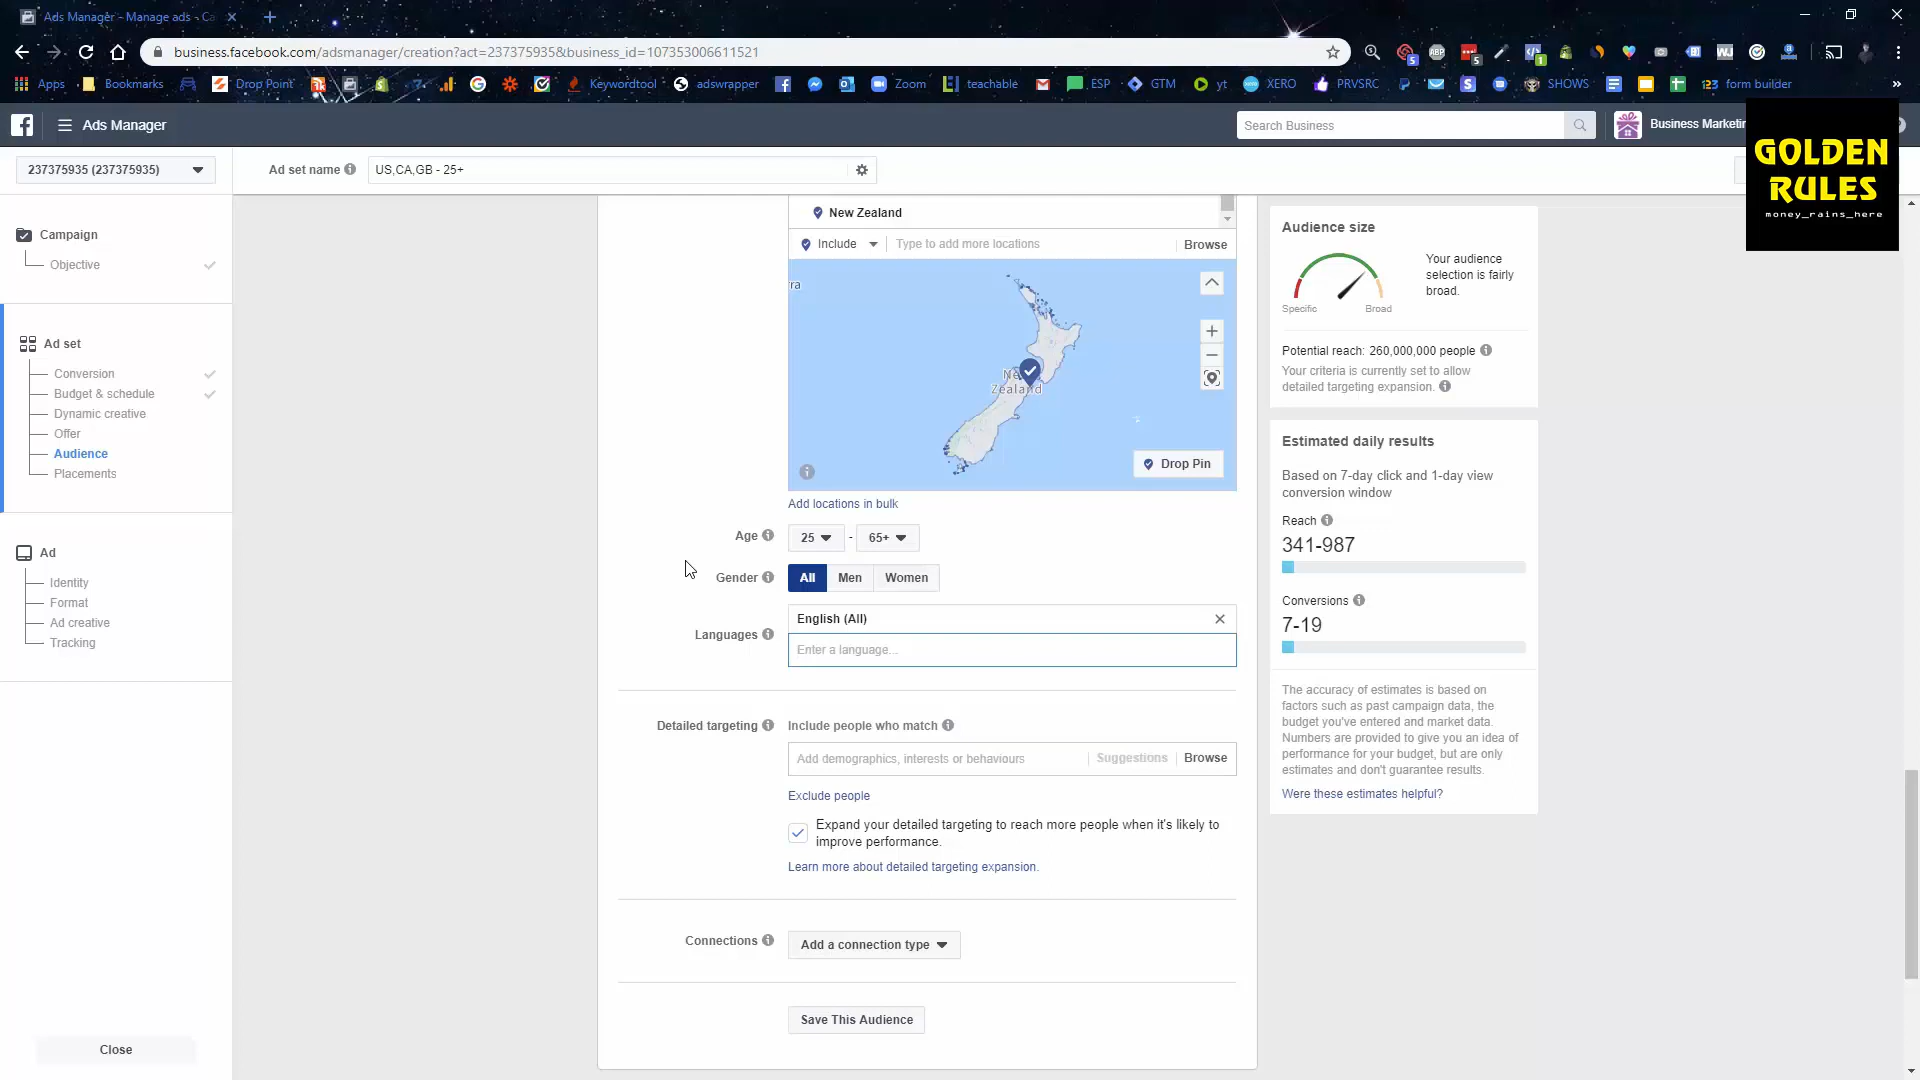 Ads Manager - Manage ads - Ca
business.facebook.com/adsmanager/creation?act=237375935&business_id=107353006611521
Apps
Bookmarks
Drop Point
Keywordtool
adswrapper
Zoom
teachable
ESP
GTM
yt
XERO
PRVSRC
SHOWS
123 form builder
Ads Manager
Search Business
Business Marketin
GOLDEN
RULES
money_rains_here
237375935 (237375935)
Ad set name
US,CA,GB - 25+
Campaign
Objective
Ad set
Conversion
Budget & schedule
Dynamic creative
Offer
Audience
Placements
Ad
Identity
Format
Ad creative
Tracking
Close
New Zealand
Include
Type to add more locations
Browse
ra
New
Zealand
Drop Pin
Add locations in bulk
Age
25
-
65+
Gender
All
Men
Women
Languages
English (All)
Enter a language...
Detailed targeting
Include people who match
Add demographics, interests or behaviours
Suggestions
Browse
Exclude people
Expand your detailed targeting to reach more people when it's likely to
improve performance.
Learn more about detailed targeting expansion.
Connections
Add a connection type
Save This Audience
Audience size
Specific
Broad
Your audience
selection is fairly
broad.
Potential reach: 260,000,000 people
Your criteria is currently set to allow
detailed targeting expansion.
Estimated daily results
Based on 7-day click and 1-day view
conversion window
Reach
341-987
Conversions
7-19
The accuracy of estimates is based on
factors such as past campaign data, the
budget you've entered and market data.
Numbers are provided to give you an idea of
performance for your budget, but are only
estimates and don't guarantee results.
Were these estimates helpful?